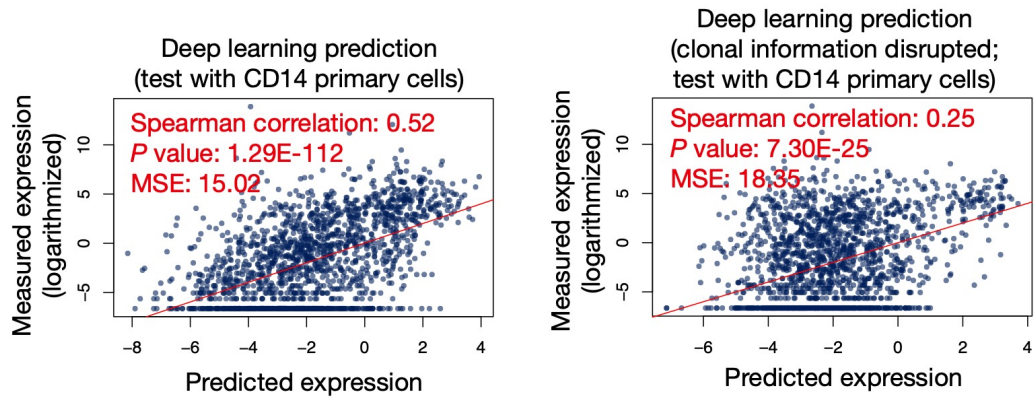 Deep learning prediction
(test with CD14 primary cells)
Measured expression
(logarithmized)
Spearman correlation: 0.52
P value: 1.29E-112
MSE: 15.02
10
5
0
−5
−8 −6 −4 −2 0 2 4
Predicted expression
Deep learning prediction
(clonal information disrupted;
test with CD14 primary cells)
Measured expression
(logarithmized)
Spearman correlation: 0.25
P value: 7.30E-25
MSE: 18.35
10
5
0
−5
−6 −4 −2 0 2 4
Predicted expression